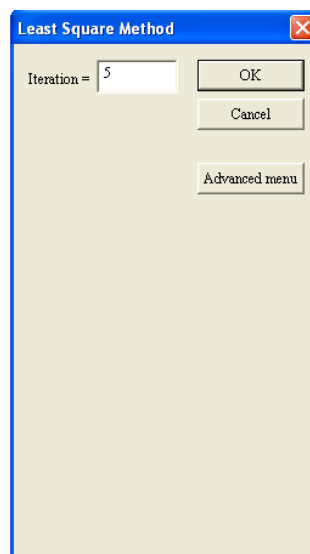 Least Square Method
Iteration = 5
OK
Cancel
Advanced menu